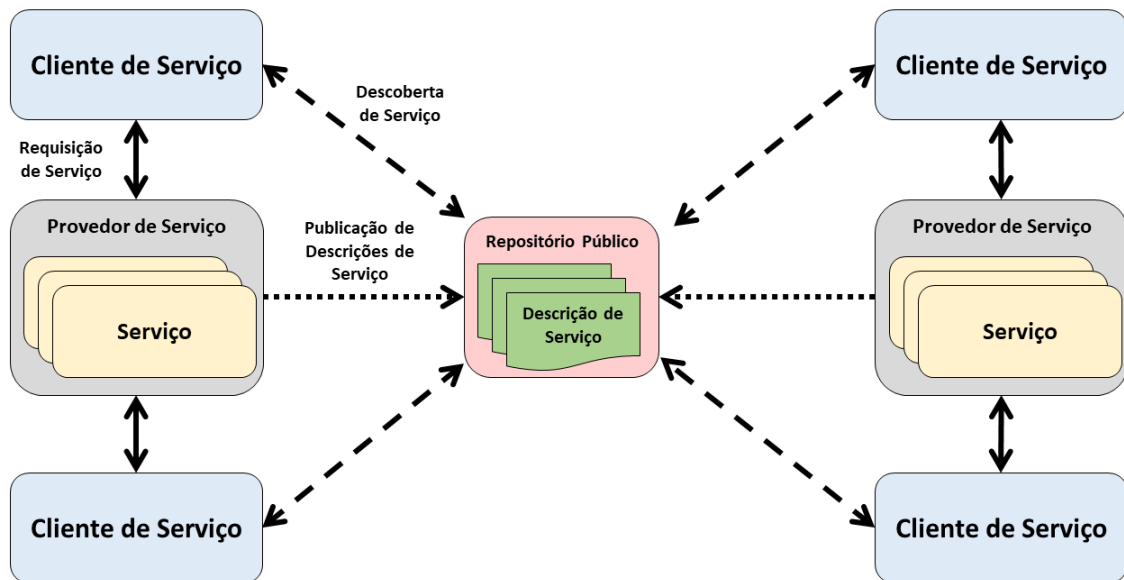 Cliente de Serviço
Cliente de Serviço
Descoberta
de Serviço
Requisição
de Serviço
Provedor de Serviço
Publicação de
Descrições de
Serviço
Repositório Público
Provedor de Serviço
Serviço
Descrição de
Serviço
Serviço
Cliente de Serviço
Cliente de Serviço